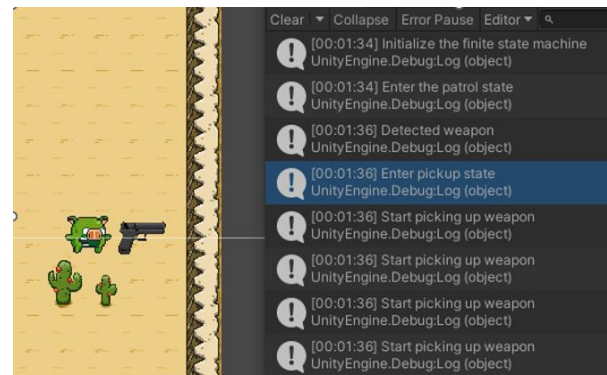 Clear Collapse Error Pause Editor
[00:01:34] Initialize the finite state machine
UnityEngine.Debug:Log (object)
[00:01:34] Enter the patrol state
UnityEngine.Debug:Log (object)
[00:01:36] Detected weapon
UnityEngine.Debug:Log (object)
[00:01:36] Enter pickup state
UnityEngine.Debug:Log (object)
[00:01:36] Start picking up weapon
UnityEngine.Debug:Log (object)
[00:01:36] Start picking up weapon
UnityEngine.Debug:Log (object)
[00:01:36] Start picking up weapon
UnityEngine.Debug:Log (object)
[00:01:36] Start picking up weapon
UnityEngine.Debug:Log (object)